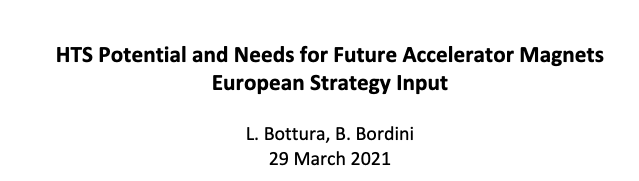 HTS Potential and Needs for Future Accelerator Magnets
European Strategy Input
L. Bottura, B. Bordini
29 March 2021